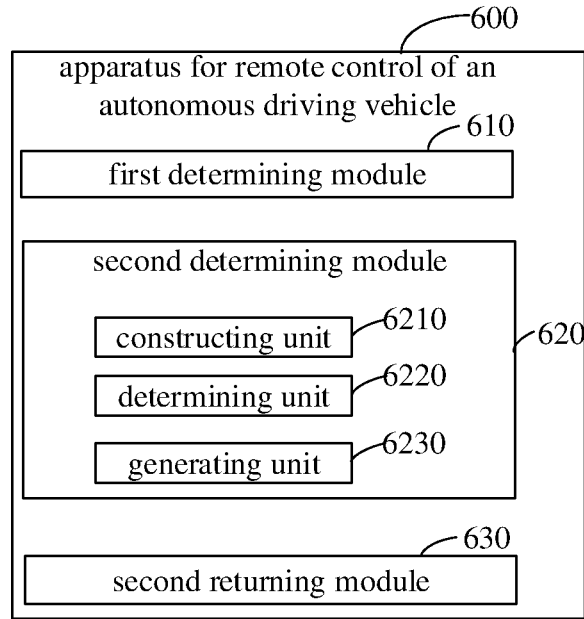 600
apparatus for remote control of an
autonomous driving vehicle
610
first determining module
second determining module
620
6210
constructing unit
6220
determining unit
6230
generating unit
630
second returning module